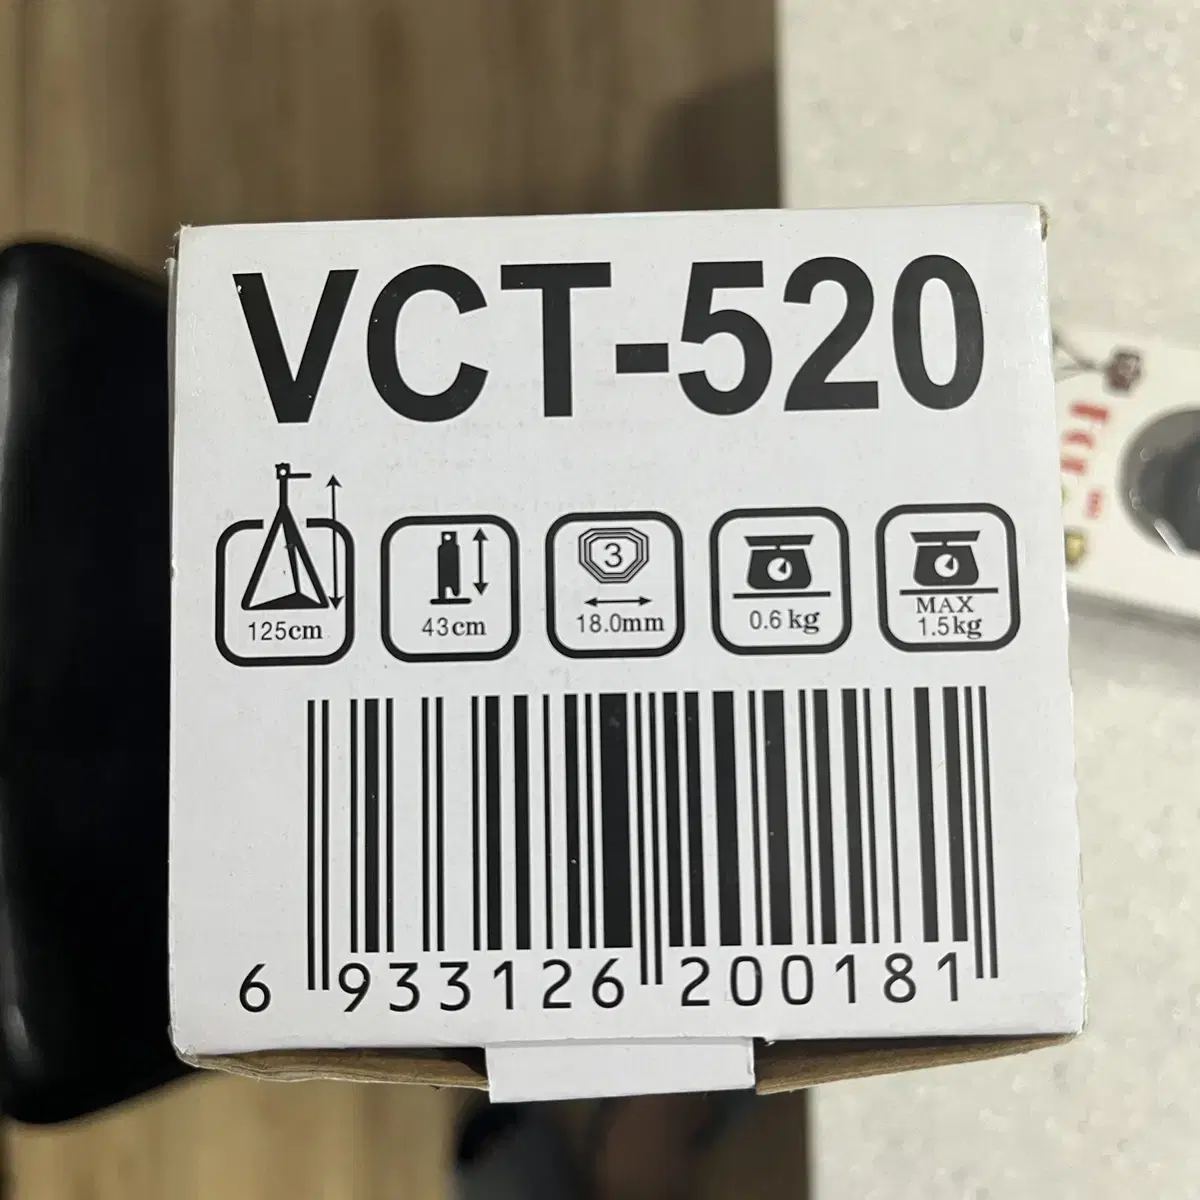 VCT-520
125cm
43cm
3
18.0mm
0.6 kg
MAX
1.5kg
6 933126 200181